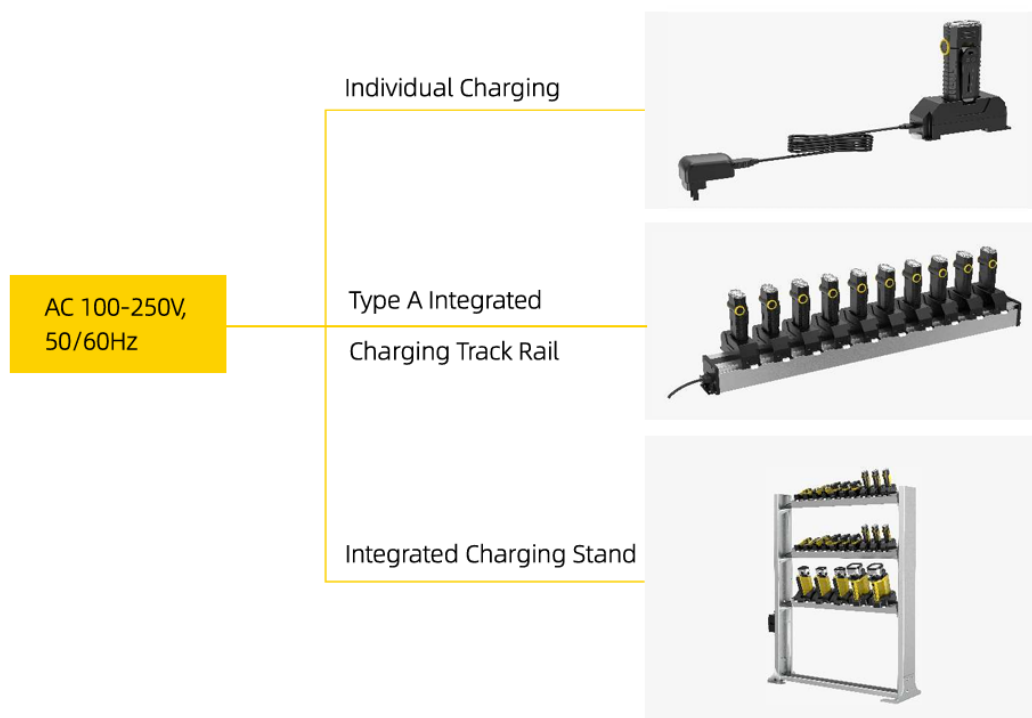 Individual Charging
AC 100-250V,
50/60Hz
Type A Integrated
Charging Track Rail
Integrated Charging Stand